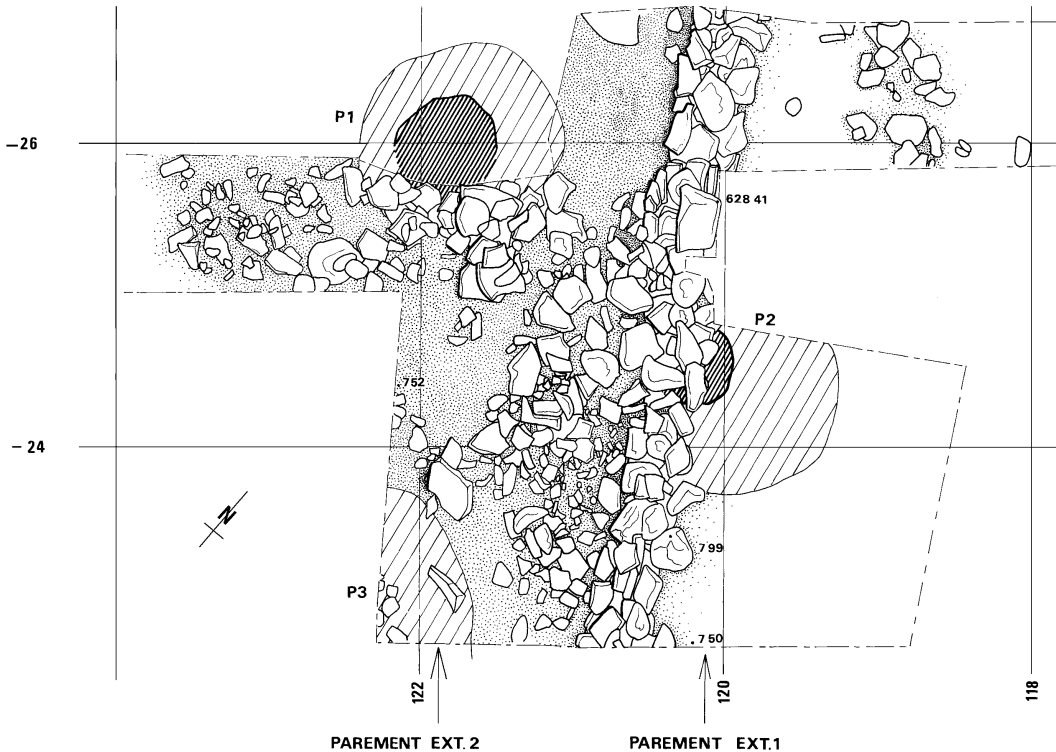 P1
– 26
628 41
P2
. 752
– 24
N
. 799
P3
. 750
122
120
118
PAREMENT EXT. 2
PAREMENT EXT.1